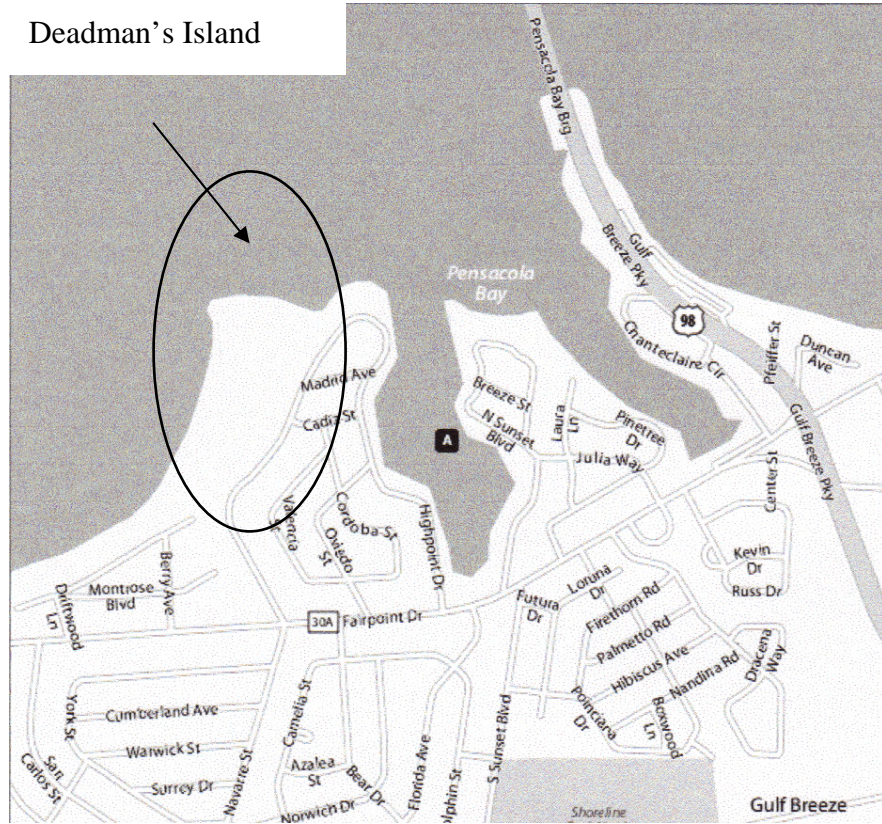 Deadman's Island
Pensacola Bay Brg
Gulf
Breeze Pky
Pensacola
Bay
98
Chanteclaire Cir
Pfeiffer St
Duncan
Ave
Madrid Ave
Cadiz St
Breeze St
N Sunset
Blvd
Laura
Ln
Pinetree
Dr
Julia Way
A
Gulf Breeze Pky
Center St
Valencia
St
Cordoba St
Oviedo
St
Highpoint Dr
Kevin
Dr
Russ Dr
Berry Ave
Montrose
Blvd
Driftwood
Ln
30A
Fairpoint Dr
Futura
Dr
Loruna
Dr
Firethorn Rd
Palmetto Rd
Hibiscus Ave
Nandina Rd
Dracena
Way
Poinciara
Dr
Boxwood
Ln
York St
Cumberland Ave
Warwick St
San
Carlos St
Surrey Dr
Navarre St
Camelia St
Azalea
St
Bear Dr
Norwich Dr
Florida Ave
olphin St
S Sunset Blvd
Shoreline
Gulf Breeze